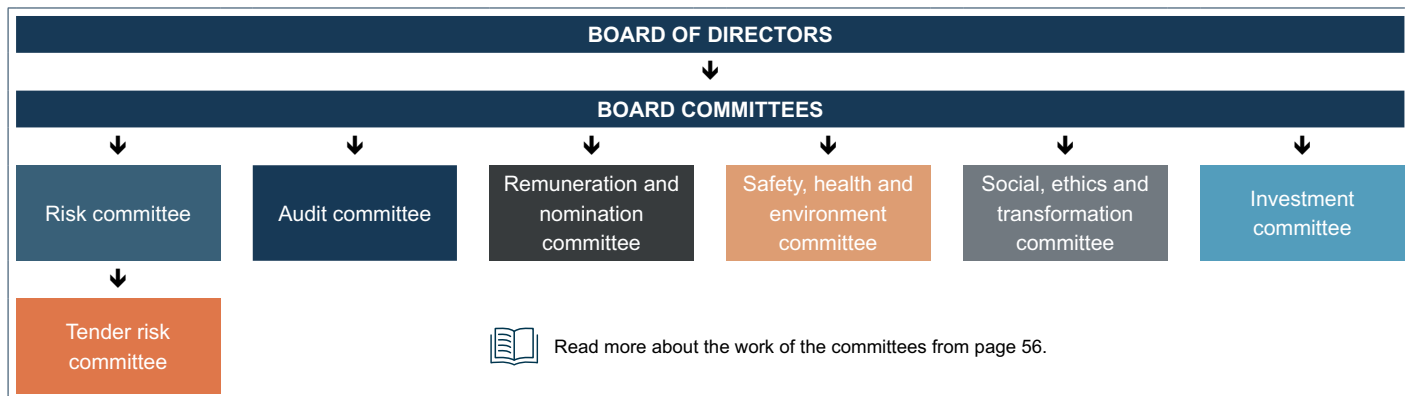 BOARD OF DIRECTORS
BOARD COMMITTEES
Risk committee
Audit committee
Remuneration and
nomination
committee
Safety, health and
environment
committee
Social, ethics and
transformation
committee
Investment
committee
Tender risk
committee
Read more about the work of the committees from page 56.